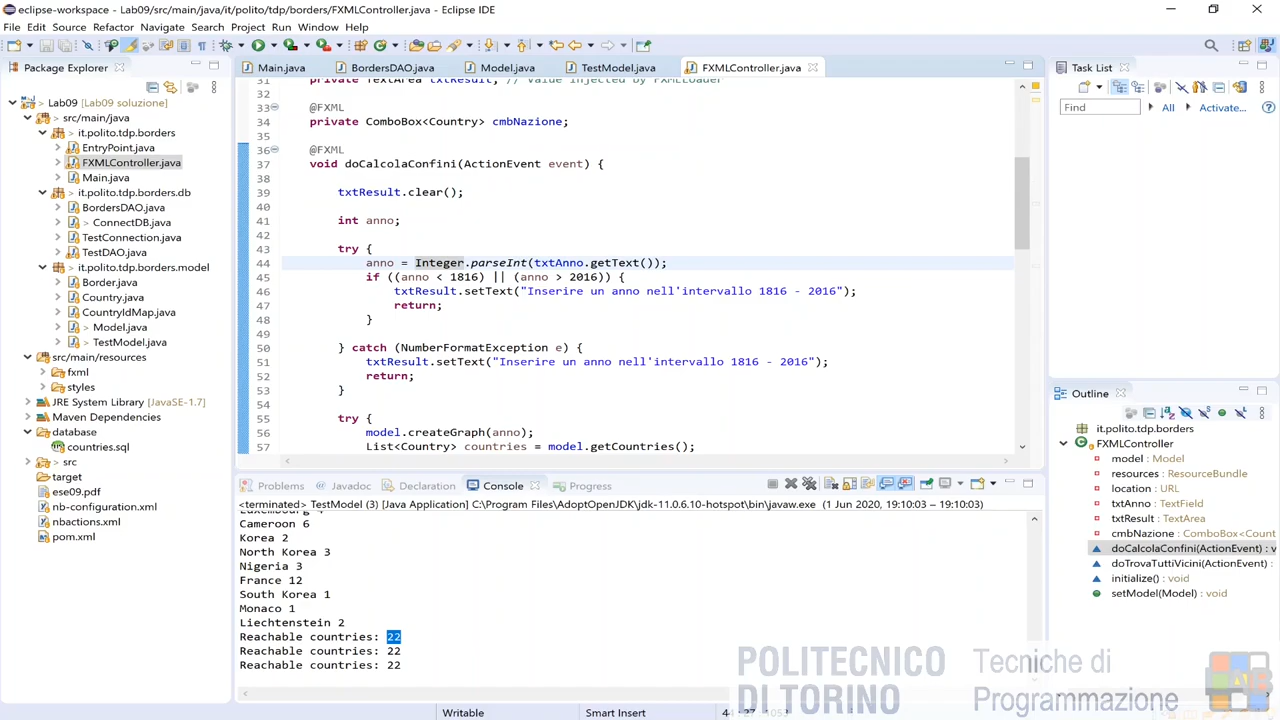 eclipse-workspace - Lab09/src/main/java/it/polito/tdp/borders/FXMLController.java - Eclipse IDE
File Edit Source Refactor Navigate Search Project Run Window Help
Package Explorer
Lab09 [Lab09 soluzione]
src/main/java
it.polito.tdp.borders
EntryPoint.java
FXMLController.java
Main.java
it.polito.tdp.borders.db
BordersDAO.java
> ConnectDB.java
TestConnection.java
TestDAO.java
it.polito.tdp.borders.model
Border.java
Country.java
CountryIdMap.java
> Model.java
> TestModel.java
src/main/resources
fxml
styles
JRE System Library [JavaSE-1.7]
Maven Dependencies
database
countries.sql
src
target
ese09.pdf
nb-configuration.xml
nbactions.xml
pom.xml
Main.java BordersDAO.java Model.java TestModel.java FXMLController.java
31 private TextArea txtResult; // Value injected by FXMLLoader
32
33 @FXML
34 private ComboBox<Country> cmbNazione;
35
36 @FXML
37 void doCalcolaConfini(ActionEvent event) {
38
39 txtResult.clear();
40
41 int anno;
42
43 try {
44 anno = Integer.parseInt(txtAnno.getText());
45 if ((anno < 1816) || (anno > 2016)) {
46 txtResult.setText("Inserire un anno nell'intervallo 1816 - 2016");
47 return;
48 }
49
50 } catch (NumberFormatException e) {
51 txtResult.setText("Inserire un anno nell'intervallo 1816 - 2016");
52 return;
53 }
54
55 try {
56 model.createGraph(anno);
57 List<Country> countries = model.getCountries();
Problems Javadoc Declaration Console Progress
<terminated> TestModel (3) [Java Application] C:\Program Files\AdoptOpenJDK\jdk-11.0.6.10-hotspot\bin\javaw.exe (1 Jun 2020, 19:10:03 – 19:10:03)
Cameroon 6
Korea 2
North Korea 3
Nigeria 3
France 12
South Korea 1
Monaco 1
Liechtenstein 2
Reachable countries: 22
Reachable countries: 22
Reachable countries: 22
Task List
Find All Activate...
Outline
it.polito.tdp.borders
FXMLController
model : Model
resources : ResourceBundle
location : URL
txtAnno : TextField
txtResult : TextArea
cmbNazione : ComboBox<Count
doCalcolaConfini(ActionEvent) : v
doTrovaTuttiVicini(ActionEvent) :
initialize() : void
setModel(Model) : void
POLITECNICO
DI TORINO
Tecniche di
Programmazione
Writable Smart Insert